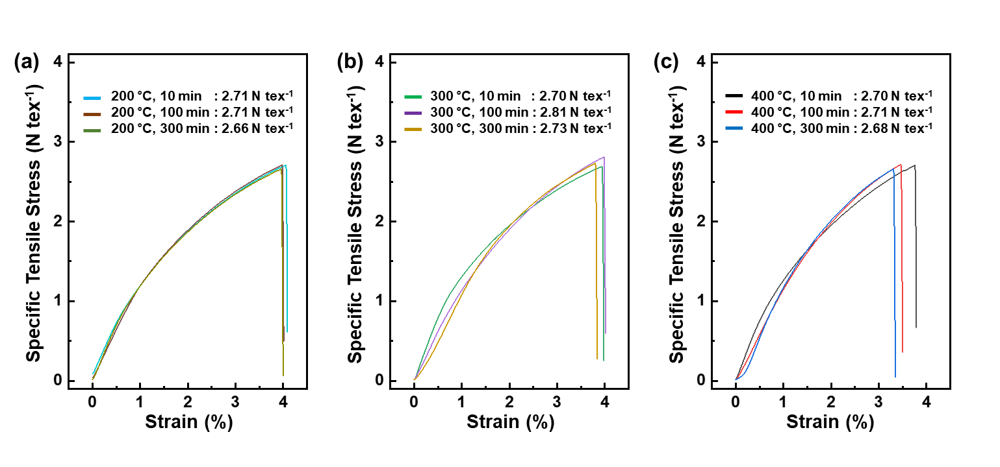 (a)
4
3
2
1
0
Specific Tensile Stress (N tex-1)
200 °C, 10 min : 2.71 N tex-1
200 °C, 100 min : 2.71 N tex-1
200 °C, 300 min : 2.66 N tex-1
0 1 2 3 4
Strain (%)
(b)
4
3
2
1
0
Specific Tensile Stress (N tex-1)
300 °C, 10 min : 2.70 N tex-1
300 °C, 100 min : 2.81 N tex-1
300 °C, 300 min : 2.73 N tex-1
0 1 2 3 4
Strain (%)
(c)
4
3
2
1
0
Specific Tensile Stress (N tex-1)
400 °C, 10 min : 2.70 N tex-1
400 °C, 100 min : 2.71 N tex-1
400 °C, 300 min : 2.68 N tex-1
0 1 2 3 4
Strain (%)